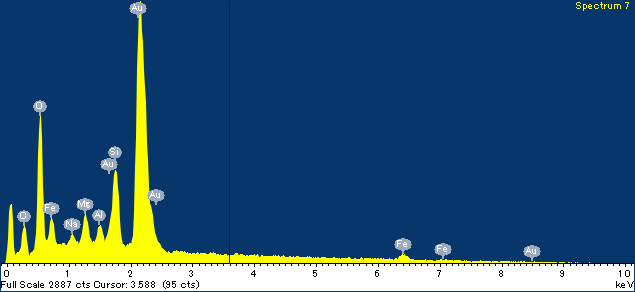 Spectrum 7
Au
O
Si
Au
Au
Mg
Fe
Al
O
Na
Fe
Fe
Au
0 1 2 3 4 5 6 7 8 9 10
Full Scale 2887 cts Cursor: 3.588 (95 cts) keV